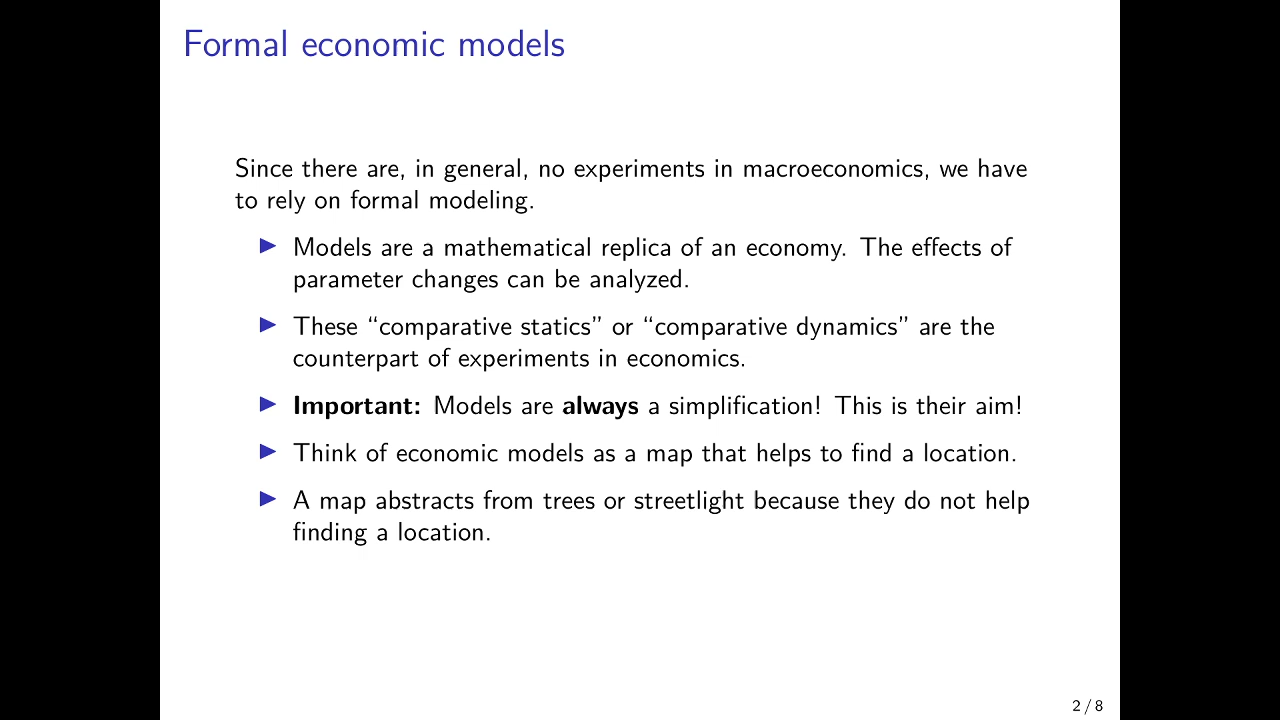 Formal economic models
Since there are, in general, no experiments in macroeconomics, we have
to rely on formal modeling.
▶ Models are a mathematical replica of an economy. The effects of
parameter changes can be analyzed.
▶ These “comparative statics” or “comparative dynamics” are the
counterpart of experiments in economics.
▶ Important: Models are always a simplification! This is their aim!
▶ Think of economic models as a map that helps to find a location.
▶ A map abstracts from trees or streetlight because they do not help
finding a location.
2 / 8